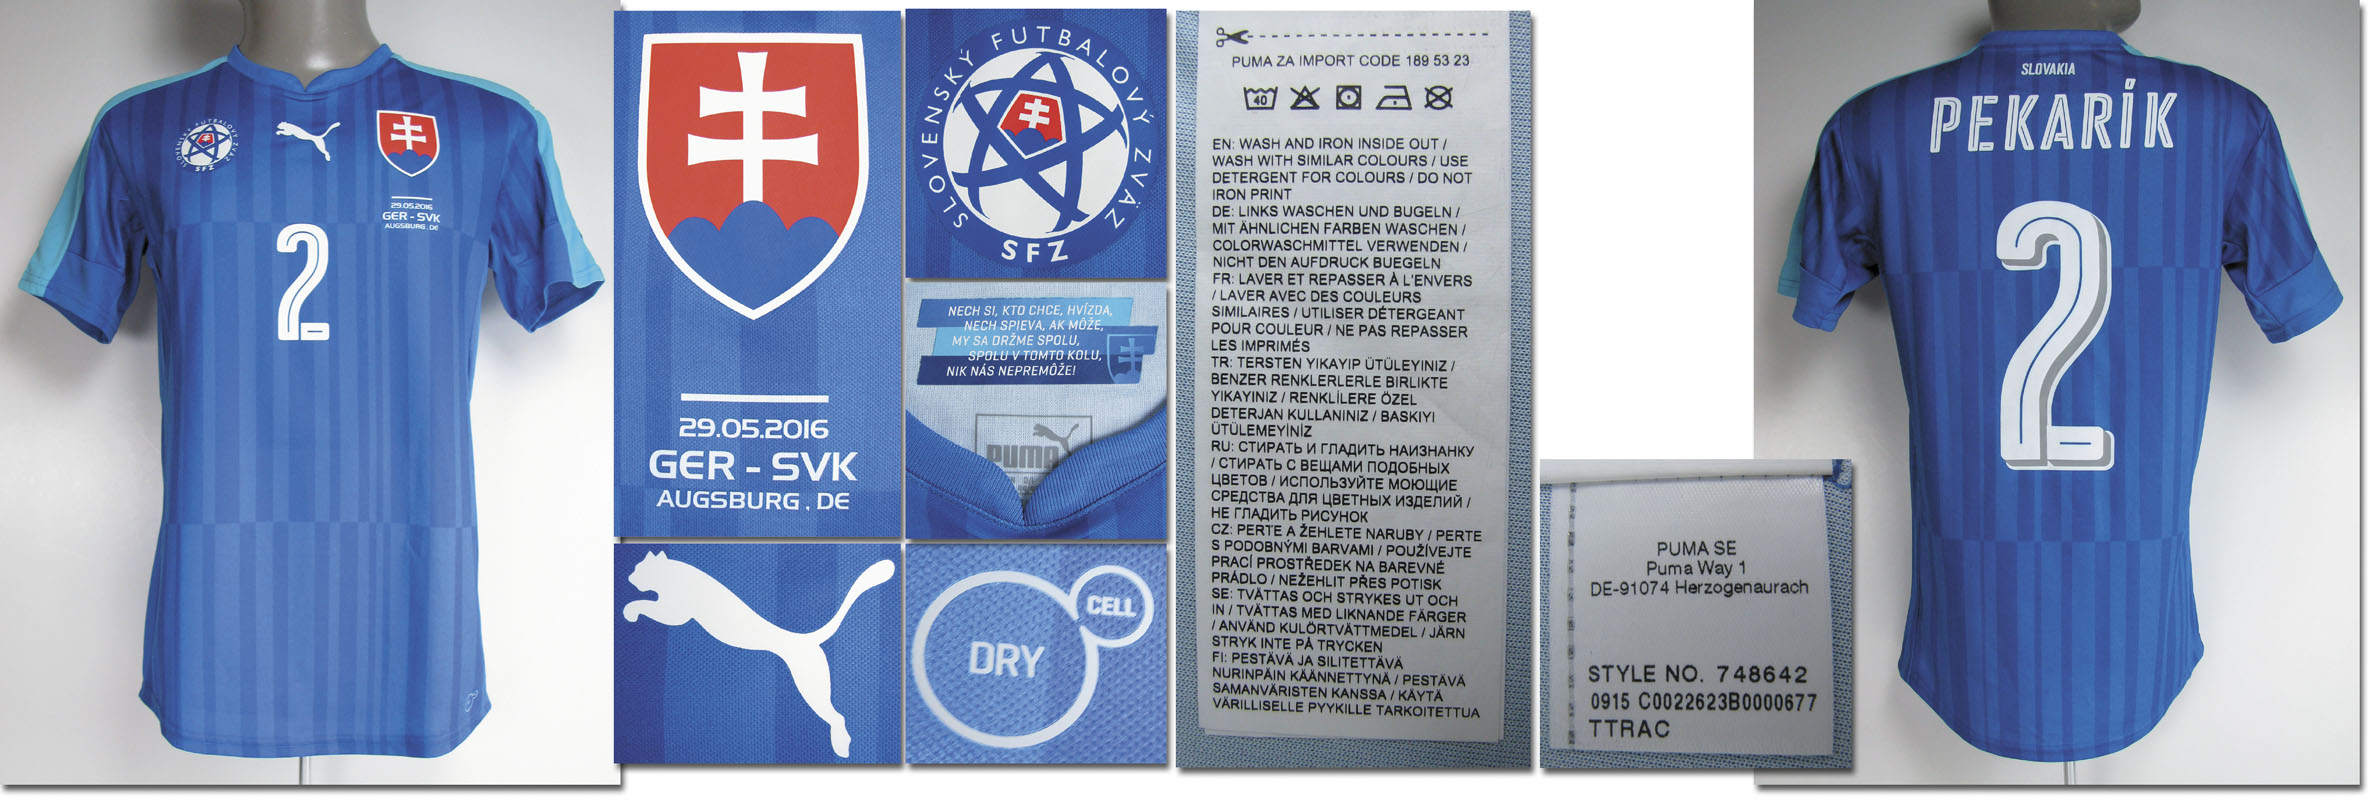 SLOVENSKÝ FUTBALOVÝ ZVÄZ
SFZ
29.05.2016
GER - SVK
AUGSBURG . DE
2
29.05.2016
GER - SVK
AUGSBURG . DE
SLOVENSKÝ FUTBALOVÝ ZVÄZ
SFZ
NECH SI, KTO CHCE, HVÍZDA,
NECH SPIEVA, AK MÔŽE,
MY SA DRŽME SPOLU,
SPOLU V TOMTO KOLU,
NIK NÁS NEPREMÔŽE!
PUMA
DRY
CELL
PUMA ZA IMPORT CODE 189 53 23
40
EN: WASH AND IRON INSIDE OUT /
WASH WITH SIMILAR COLOURS / USE
DETERGENT FOR COLOURS / DO NOT
IRON PRINT
DE: LINKS WASCHEN UND BUGELN /
MIT ÄHNLICHEN FARBEN WASCHEN /
COLORWASCHMITTEL VERWENDEN /
NICHT DEN AUFDRUCK BUEGELN
FR: LAVER ET REPASSER À L'ENVERS
/ LAVER AVEC DES COULEURS
SIMILAIRES / UTILISER DÉTERGEANT
POUR COULEUR / NE PAS REPASSER
LES IMPRIMÉS
TR: TERSTEN YIKAYIP ÜTÜLEYINIZ /
BENZER RENKLERLERLE BIRLIKTE
YIKAYINIZ / RENKLİLERE ÖZEL
DETERJAN KULLANINIZ / BASKIYI
ÜTÜLEMEYİNİZ
RU: СТИРАТЬ И ГЛАДИТЬ НАИЗНАНКУ
/ СТИРАТЬ С ВЕЩАМИ ПОДОБНЫХ
ЦВЕТОВ / ИСПОЛЬЗУЙТЕ МОЮЩИЕ
СРЕДСТВА ДЛЯ ЦВЕТНЫХ ИЗДЕЛИЙ /
НЕ ГЛАДИТЬ РИСУНОК
CZ: PERTE A ŽEHLETE NARUBY / PERTE
S PODOBNÝMI BARVAMI / POUŽÍVEJTE
PRACÍ PROSTŘEDEK NA BAREVNÉ
PRÁDLO / NEŽEHLIT PŘES POTISK
SE: TVÄTTAS OCH STRYKES UT OCH
IN / TVÄTTAS MED LIKNANDE FÄRGER
/ ANVÄND KULÖRTVÄTTMEDEL / JÄRN
STRYK INTE PÅ TRYCKEN
FI: PESTÄVÄ JA SILITETTÄVÄ
NURINPÄIN KÄÄNNETTYNÄ / PESTÄVÄ
SAMANVÄRISTEN KANSSA / KÄYTÄ
VÄRILLISELLE PYYKILLE TARKOITETTUA
PUMA SE
Puma Way 1
DE-91074 Herzogenaurach
STYLE NO. 748642
0915 C0022623B0000677
TTRAC
SLOVAKIA
PEKARÍK
2